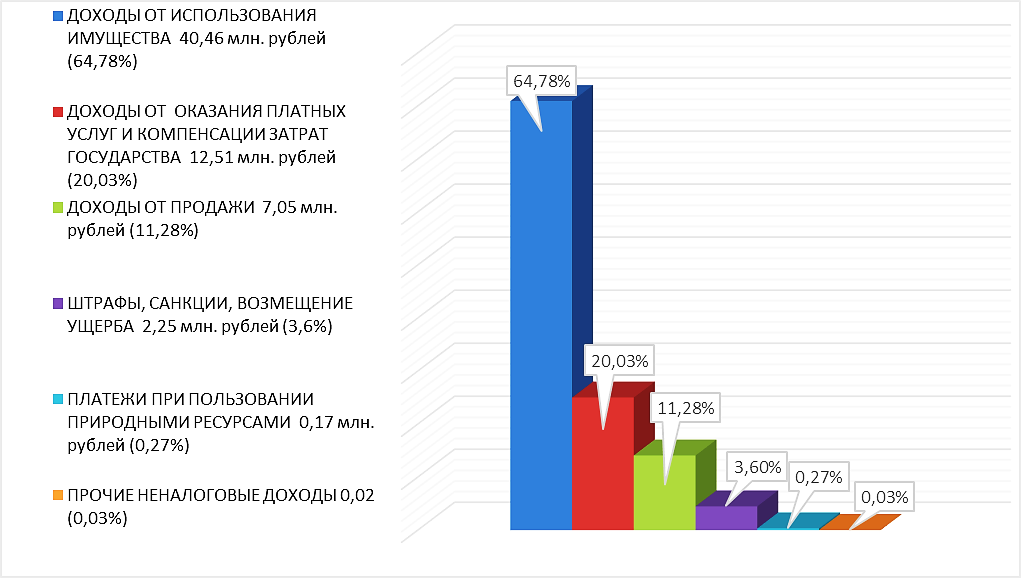 ДОХОДЫ ОТ ИСПОЛЬЗОВАНИЯ
ИМУЩЕСТВА 40,46 млн. рублей
(64,78%)
ДОХОДЫ ОТ ОКАЗАНИЯ ПЛАТНЫХ
УСЛУГ И КОМПЕНСАЦИИ ЗАТРАТ
ГОСУДАРСТВА 12,51 млн. рублей
(20,03%)
ДОХОДЫ ОТ ПРОДАЖИ 7,05 млн.
рублей (11,28%)
ШТРАФЫ, САНКЦИИ, ВОЗМЕЩЕНИЕ
УЩЕРБА 2,25 млн. рублей (3,6%)
ПЛАТЕЖИ ПРИ ПОЛЬЗОВАНИИ
ПРИРОДНЫМИ РЕСУРСАМИ 0,17 млн.
рублей (0,27%)
ПРОЧИЕ НЕНАЛОГОВЫЕ ДОХОДЫ 0,02
(0,03%)
64,78%
20,03%
11,28%
3,60%
0,27%
0,03%